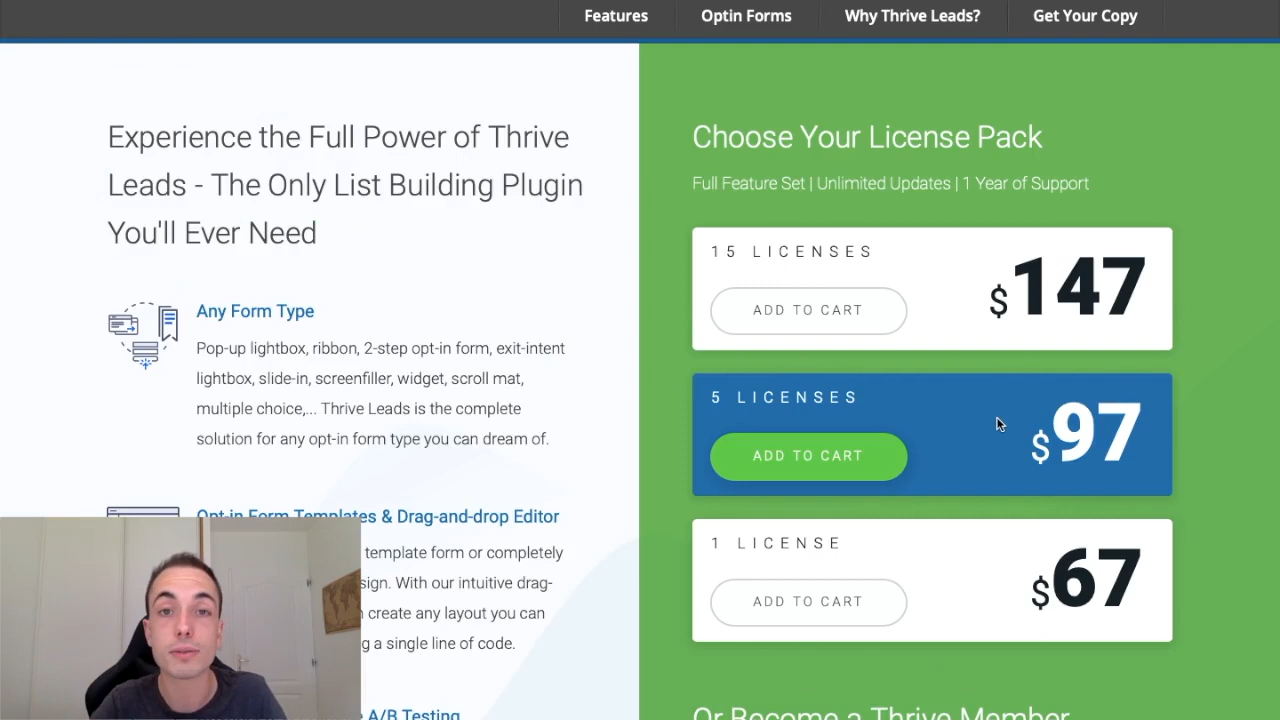 Features
Optin Forms
Why Thrive Leads?
Get Your Copy
Experience the Full Power of Thrive
Leads - The Only List Building Plugin
You'll Ever Need
Any Form Type
Pop-up lightbox, ribbon, 2-step opt-in form, exit-intent
lightbox, slide-in, screenfiller, widget, scroll mat,
multiple choice,... Thrive Leads is the complete
solution for any opt-in form type you can dream of.
Opt-in Form Templates & Drag-and-drop Editor
template form or completely
sign. With our intuitive drag-
create any layout you can
g a single line of code.
A/B Testing
Choose Your License Pack
Full Feature Set | Unlimited Updates | 1 Year of Support
15 LICENSES
ADD TO CART
$147
5 LICENSES
ADD TO CART
$97
1 LICENSE
ADD TO CART
$67
Or Become a Thrive Member